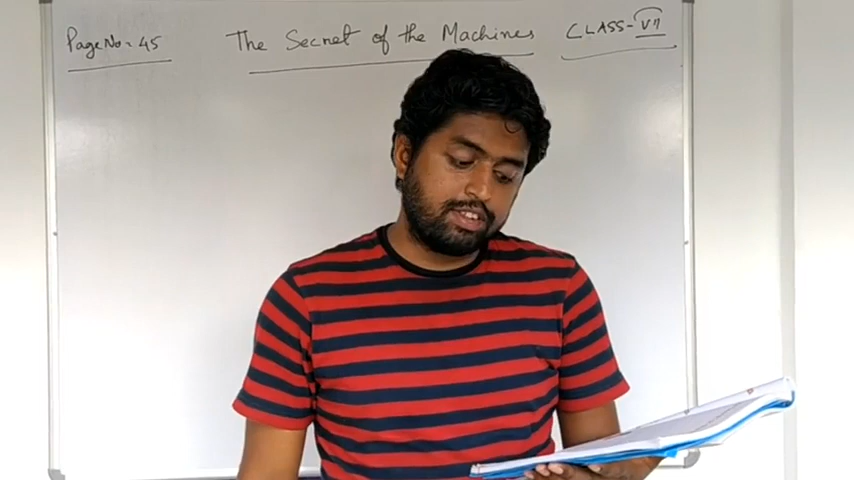 Page No = 45
The Secret of the Machines
CLASS - VII